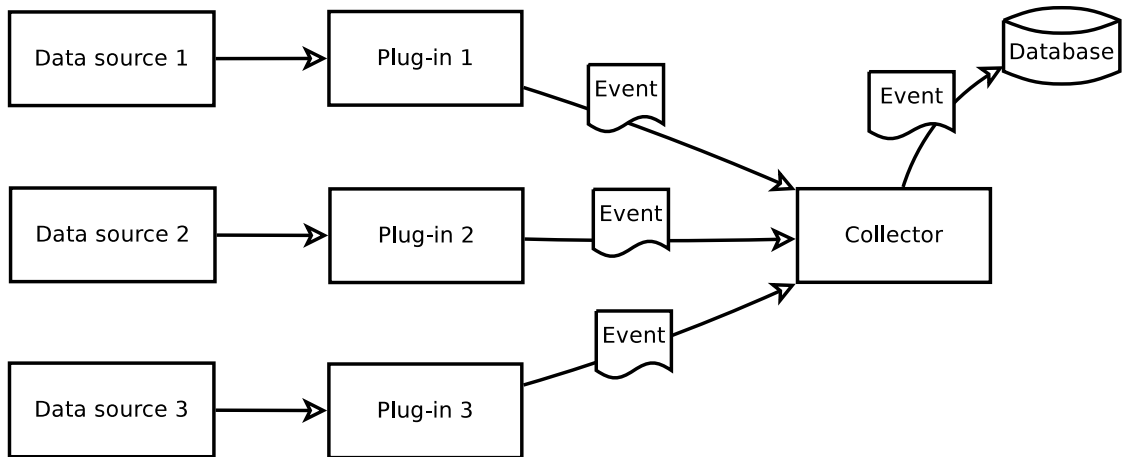 Data source 1
Plug-in 1
Event
Event
Database
Data source 2
Plug-in 2
Event
Collector
Data source 3
Plug-in 3
Event